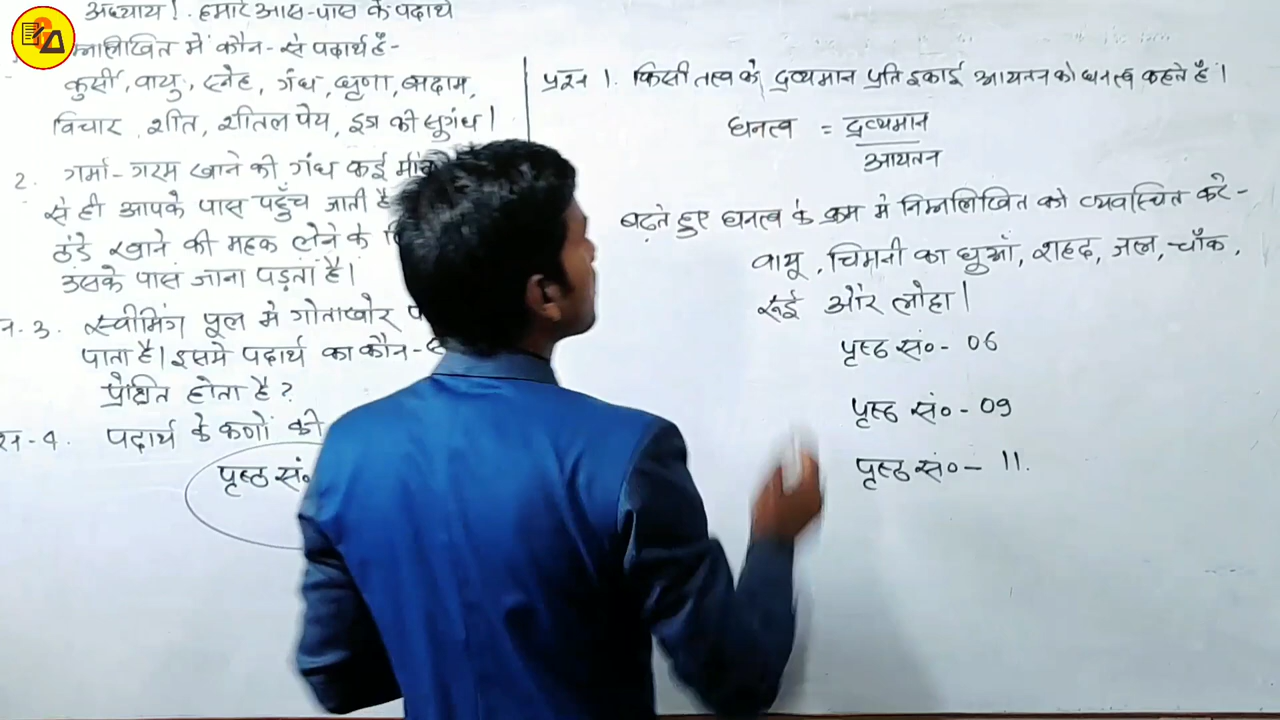 अध्याय 1. हमारे आस-पास के पदार्थ
निम्नलिखित में कौन-से पदार्थ हैं-
कुर्सी, वायु, स्नेह, गंध, घृणा, बादाम,
विचार, शीत, शीतल पेय, इत्र की सुगंध।
2. गर्मा-गरम खाने की गंध कई
से ही आपके पास पहुँच जाती है
ठंडे खाने की महक लेने के
उसके पास जाना पड़ता है।
3. स्वीमिंग पूल में गोताखोर
पाता है। इसमे पदार्थ का कौन-
प्रेक्षित होता है?
4. पदार्थ के कणों की
पृष्ठ सं०
प्रश्न 1. किसी तत्व के द्रव्यमान प्रति इकाई आयतन को घनत्व कहते हैं।
घनत्व = द्रव्यमान
आयतन
बढ़ते हुए घनत्व के क्रम में निम्नलिखित को व्यवस्थित करे-
वायु, चिमनी का धुआँ, शहद, जल, चॉक,
रूई और लोहा।
पृष्ठ सं०- 06
पृष्ठ सं०- 09
पृष्ठ सं०- 11.